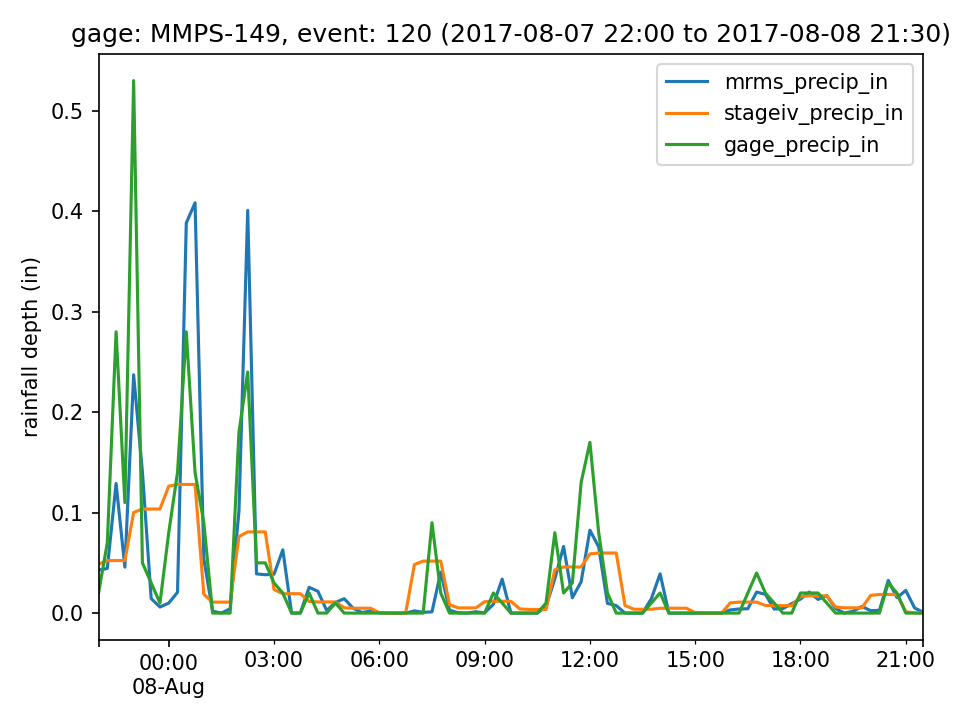 gage: MMPS-149, event: 120 (2017-08-07 22:00 to 2017-08-08 21:30)
mrms_precip_in
stageiv_precip_in
gage_precip_in
rainfall depth (in)
0.5
0.4
0.3
0.2
0.1
0.0
00:00 03:00 06:00 09:00 12:00 15:00 18:00 21:00
08-Aug